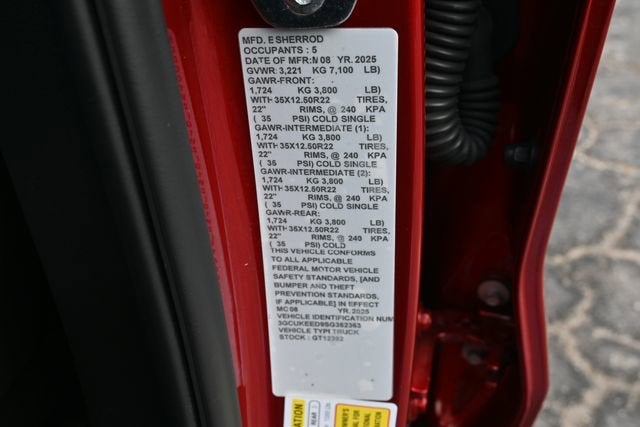 MFD. E SHERROD
OCCUPANTS : 5
DATE OF MFR: M 08 YR. 2025
GVWR: 3,221 KG 7,100 LB)
GAWR-FRONT:
1,724 KG 3,800 LB)
WITH 35X12.50R22 TIRES,
22" RIMS, @ 240 KPA
( 35 PSI) COLD SINGLE
GAWR-INTERMEDIATE (1):
1,724 KG 3,800 LB)
WITH 35X12.50R22 TIRES,
22" RIMS, @ 240 KPA
( 35 PSI) COLD SINGLE
GAWR-INTERMEDIATE (2):
1,724 KG 3,800 LB)
WITH 35X12.50R22 TIRES,
22" RIMS, @ 240 KPA
( 35 PSI) COLD SINGLE
GAWR-REAR:
1,724 KG 3,800 LB)
WITH 35X12.50R22 TIRES,
22" RIMS, @ 240 KPA
( 35 PSI) COLD
THIS VEHICLE CONFORMS
TO ALL APPLICABLE
FEDERAL MOTOR VEHICLE
SAFETY STANDARDS, [AND
BUMPER AND THEFT
PREVENTION STANDARDS,
IF APPLICABLE] IN EFFECT
MC 08 YR. 2025
VEHICLE IDENTIFICATION NUM
3GCUKEED9SG362363
VEHICLE TYPE TRUCK
STOCK : GT12392
REAR
OWNER'S
MANUAL FOR
ADDITIONAL